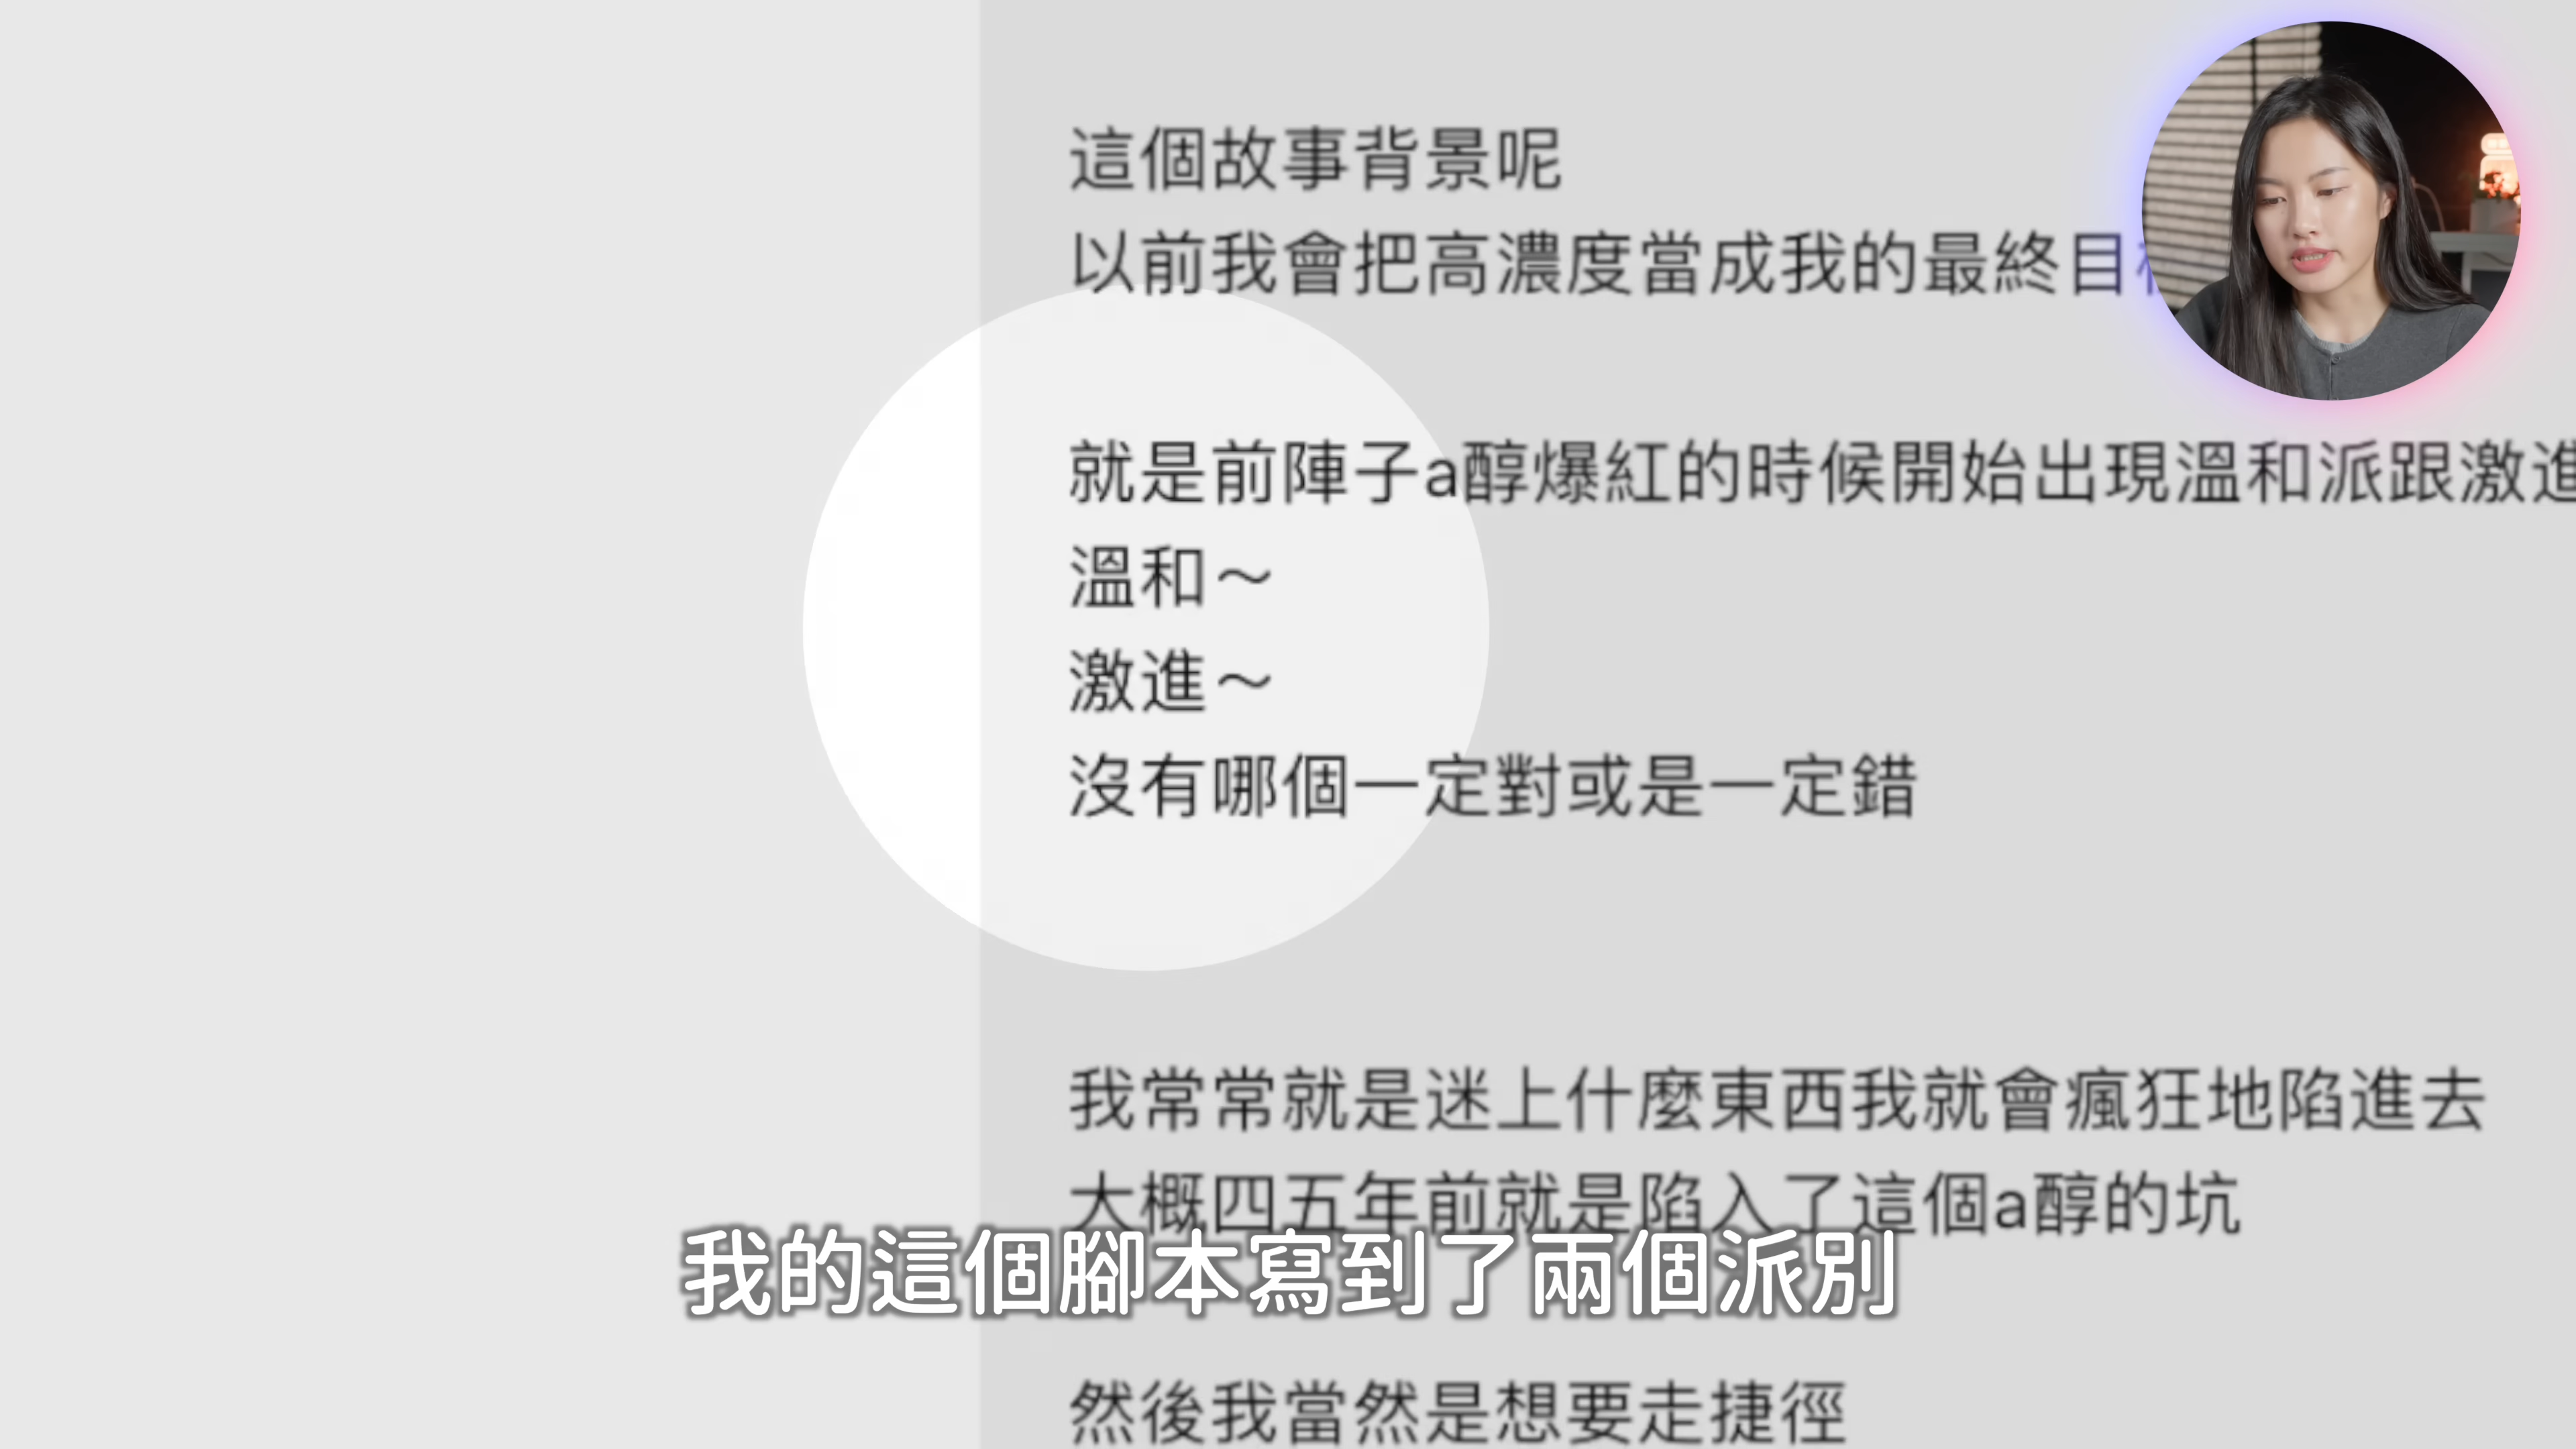 這個故事背景呢
以前我會把高濃度當成我的最終目
就是前陣子a醇爆紅的時候開始出現溫和派跟激進
溫和～
激進～
沒有哪個一定對或是一定錯
我常常就是迷上什麼東西我就會瘋狂地陷進去
大概四五年前就是陷入了這個a醇的坑
我的這個腳本寫到了兩個派別
然後我當然是想要走捷徑